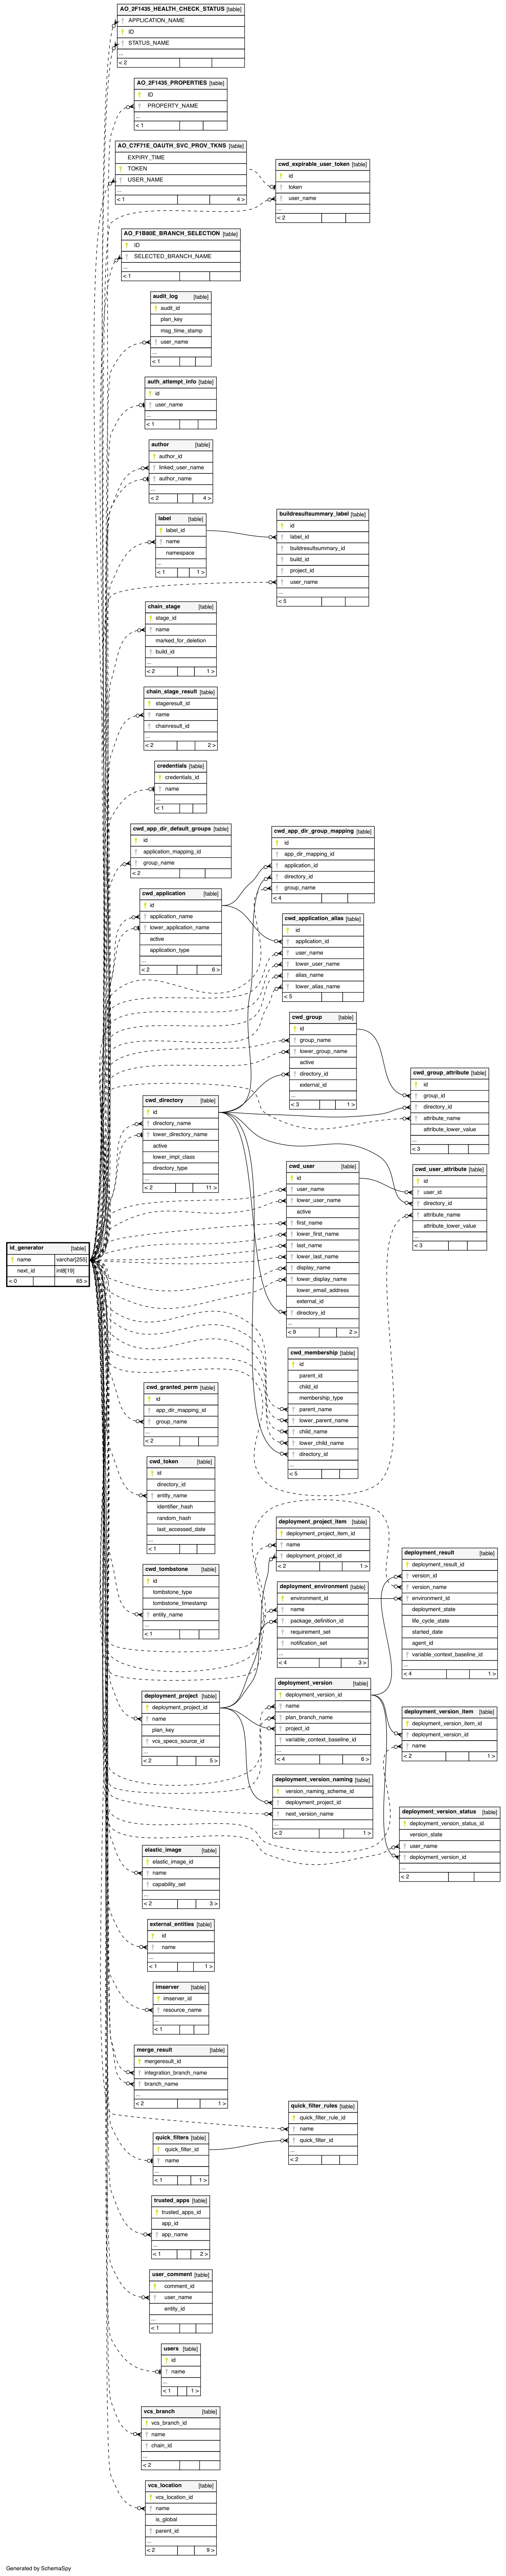 AO_2F1435_HEALTH_CHECK_STATUS [table]
APPLICATION_NAME
ID
STATUS_NAME
...
< 2
AO_2F1435_PROPERTIES [table]
ID
PROPERTY_NAME
...
< 1
AO_C7F71E_OAUTH_SVC_PROV_TKNS [table]
EXPIRY_TIME
TOKEN
USER_NAME
...
< 1 4 >
cwd_expirable_user_token [table]
id
token
user_name
...
< 2
AO_F1B80E_BRANCH_SELECTION [table]
ID
SELECTED_BRANCH_NAME
...
< 1
audit_log [table]
audit_id
plan_key
msg_time_stamp
user_name
...
< 1
auth_attempt_info [table]
id
user_name
...
< 1
author [table]
author_id
linked_user_name
author_name
...
< 2 4 >
label [table]
label_id
name
namespace
...
< 1 1 >
buildresultsummary_label [table]
id
label_id
buildresultsummary_id
build_id
project_id
user_name
...
< 5
chain_stage [table]
stage_id
name
marked_for_deletion
build_id
...
< 2 1 >
chain_stage_result [table]
stageresult_id
name
chainresult_id
...
< 2 2 >
credentials [table]
credentials_id
name
...
< 1
cwd_app_dir_default_groups [table]
id
application_mapping_id
group_name
< 2
cwd_app_dir_group_mapping [table]
id
app_dir_mapping_id
application_id
directory_id
group_name
< 4
cwd_application [table]
id
application_name
lower_application_name
active
application_type
...
< 2 6 >
cwd_application_alias [table]
id
application_id
user_name
lower_user_name
alias_name
lower_alias_name
< 5
cwd_group [table]
id
group_name
lower_group_name
active
directory_id
external_id
...
< 3 1 >
cwd_group_attribute [table]
id
group_id
directory_id
attribute_name
attribute_lower_value
...
< 3
cwd_directory [table]
id
directory_name
lower_directory_name
active
lower_impl_class
directory_type
...
< 2 11 >
cwd_user [table]
id
user_name
lower_user_name
active
first_name
lower_first_name
last_name
lower_last_name
display_name
lower_display_name
lower_email_address
external_id
directory_id
...
< 9 2 >
cwd_user_attribute [table]
id
user_id
directory_id
attribute_name
attribute_lower_value
...
< 3
id_generator [table]
name varchar[255]
next_id int8[19]
< 0 65 >
cwd_membership [table]
id
parent_id
child_id
membership_type
parent_name
lower_parent_name
child_name
lower_child_name
directory_id
...
< 5
cwd_granted_perm [table]
id
app_dir_mapping_id
group_name
...
< 2
cwd_token [table]
id
directory_id
entity_name
identifier_hash
random_hash
last_accessed_date
...
< 1
cwd_tombstone [table]
id
tombstone_type
tombstone_timestamp
entity_name
...
< 1
deployment_project_item [table]
deployment_project_item_id
name
deployment_project_id
< 2 1 >
deployment_environment [table]
environment_id
name
package_definition_id
requirement_set
notification_set
...
< 4 3 >
deployment_result [table]
deployment_result_id
version_id
version_name
environment_id
deployment_state
life_cycle_state
started_date
agent_id
variable_context_baseline_id
...
< 4 1 >
deployment_project [table]
deployment_project_id
name
plan_key
vcs_specs_source_id
...
< 2 5 >
deployment_version [table]
deployment_version_id
name
plan_branch_name
project_id
variable_context_baseline_id
...
< 4 6 >
deployment_version_item [table]
deployment_version_item_id
deployment_version_id
name
...
< 2 1 >
deployment_version_naming [table]
version_naming_scheme_id
deployment_project_id
next_version_name
...
< 2 1 >
deployment_version_status [table]
deployment_version_status_id
version_state
user_name
deployment_version_id
...
< 2
elastic_image [table]
elastic_image_id
name
capability_set
...
< 2 3 >
external_entities [table]
id
name
...
< 1 1 >
imserver [table]
imserver_id
resource_name
...
< 1
merge_result [table]
mergeresult_id
integration_branch_name
branch_name
...
< 2 1 >
quick_filter_rules [table]
quick_filter_rule_id
name
quick_filter_id
...
< 2
quick_filters [table]
quick_filter_id
name
...
< 1 1 >
trusted_apps [table]
trusted_apps_id
app_id
app_name
...
< 1 2 >
user_comment [table]
comment_id
user_name
entity_id
...
< 1
users [table]
id
name
...
< 1 1 >
vcs_branch [table]
vcs_branch_id
name
chain_id
...
< 2
vcs_location [table]
vcs_location_id
name
is_global
parent_id
...
< 2 9 >
Generated by SchemaSpy